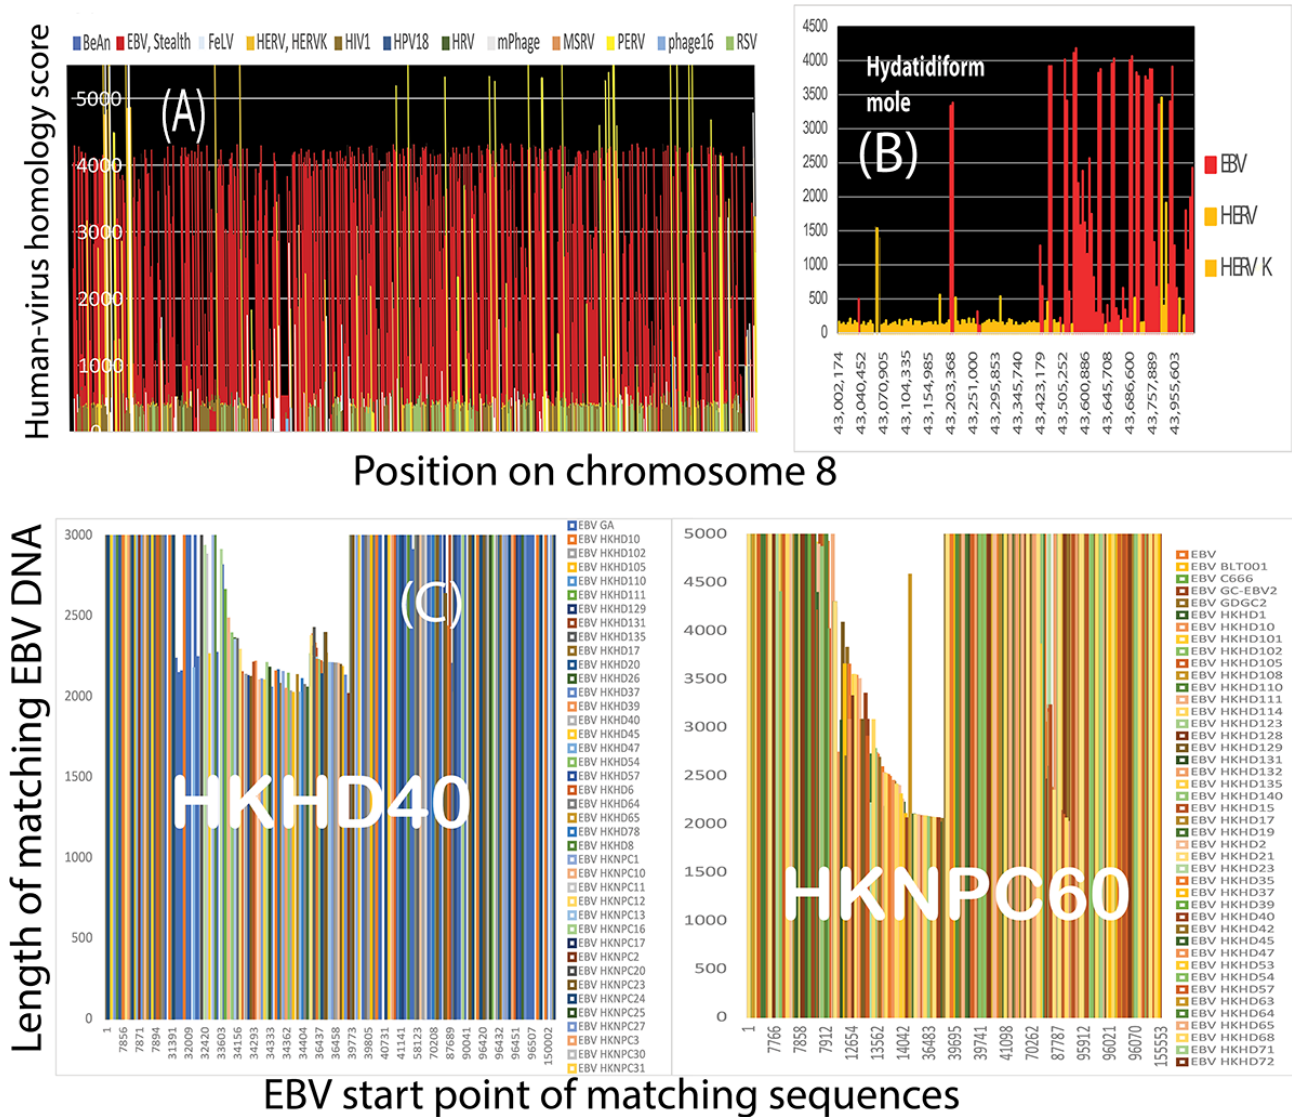 BeAn EBV, Stealth FeLV HERV, HERVK HIV1 HPV18 HRV mPhage MSRV PERV phage16 RSV
Human-virus homology score
5000
4000
3000
2000
1000
0
(A)
4500
4000
3500
3000
2500
2000
1500
1000
500
0
Hydatidiform
mole
(B)
EBV
HERV
HERV K
43,002,174
43,040,452
43,070,905
43,104,335
43,154,985
43,203,368
43,251,000
43,295,853
43,345,740
43,423,179
43,505,252
43,600,886
43,645,708
43,686,600
43,757,889
43,955,603
Position on chromosome 8
Length of matching EBV DNA
3000
2500
2000
1500
1000
500
0
(C)
HKHD40
1
7856
7871
7894
31391
32009
32420
33603
34156
34293
34333
34362
34404
36437
36458
39773
39805
40731
41141
58123
70208
87689
90041
96420
96432
96451
96507
150002
EBV GA
EBV HKHD10
EBV HKHD102
EBV HKHD105
EBV HKHD110
EBV HKHD111
EBV HKHD129
EBV HKHD131
EBV HKHD135
EBV HKHD17
EBV HKHD20
EBV HKHD26
EBV HKHD37
EBV HKHD39
EBV HKHD40
EBV HKHD45
EBV HKHD47
EBV HKHD54
EBV HKHD57
EBV HKHD6
EBV HKHD64
EBV HKHD65
EBV HKHD78
EBV HKHD8
EBV HKNPC1
EBV HKNPC10
EBV HKNPC11
EBV HKNPC12
EBV HKNPC13
EBV HKNPC16
EBV HKNPC17
EBV HKNPC2
EBV HKNPC20
EBV HKNPC23
EBV HKNPC24
EBV HKNPC25
EBV HKNPC27
EBV HKNPC3
EBV HKNPC30
EBV HKNPC31
5000
4500
4000
3500
3000
2500
2000
1500
1000
500
0
HKNPC60
1
7766
7858
7912
12654
13562
14042
36483
39695
39741
41098
70262
87787
95912
96021
96070
155553
EBV
EBV BLT001
EBV C666
EBV GC-EBV2
EBV GDGC2
EBV HKHD1
EBV HKHD10
EBV HKHD101
EBV HKHD102
EBV HKHD105
EBV HKHD108
EBV HKHD110
EBV HKHD111
EBV HKHD114
EBV HKHD123
EBV HKHD128
EBV HKHD129
EBV HKHD131
EBV HKHD132
EBV HKHD135
EBV HKHD140
EBV HKHD15
EBV HKHD17
EBV HKHD19
EBV HKHD2
EBV HKHD21
EBV HKHD23
EBV HKHD35
EBV HKHD37
EBV HKHD39
EBV HKHD40
EBV HKHD42
EBV HKHD45
EBV HKHD47
EBV HKHD53
EBV HKHD54
EBV HKHD57
EBV HKHD63
EBV HKHD64
EBV HKHD65
EBV HKHD68
EBV HKHD71
EBV HKHD72
EBV start point of matching sequences